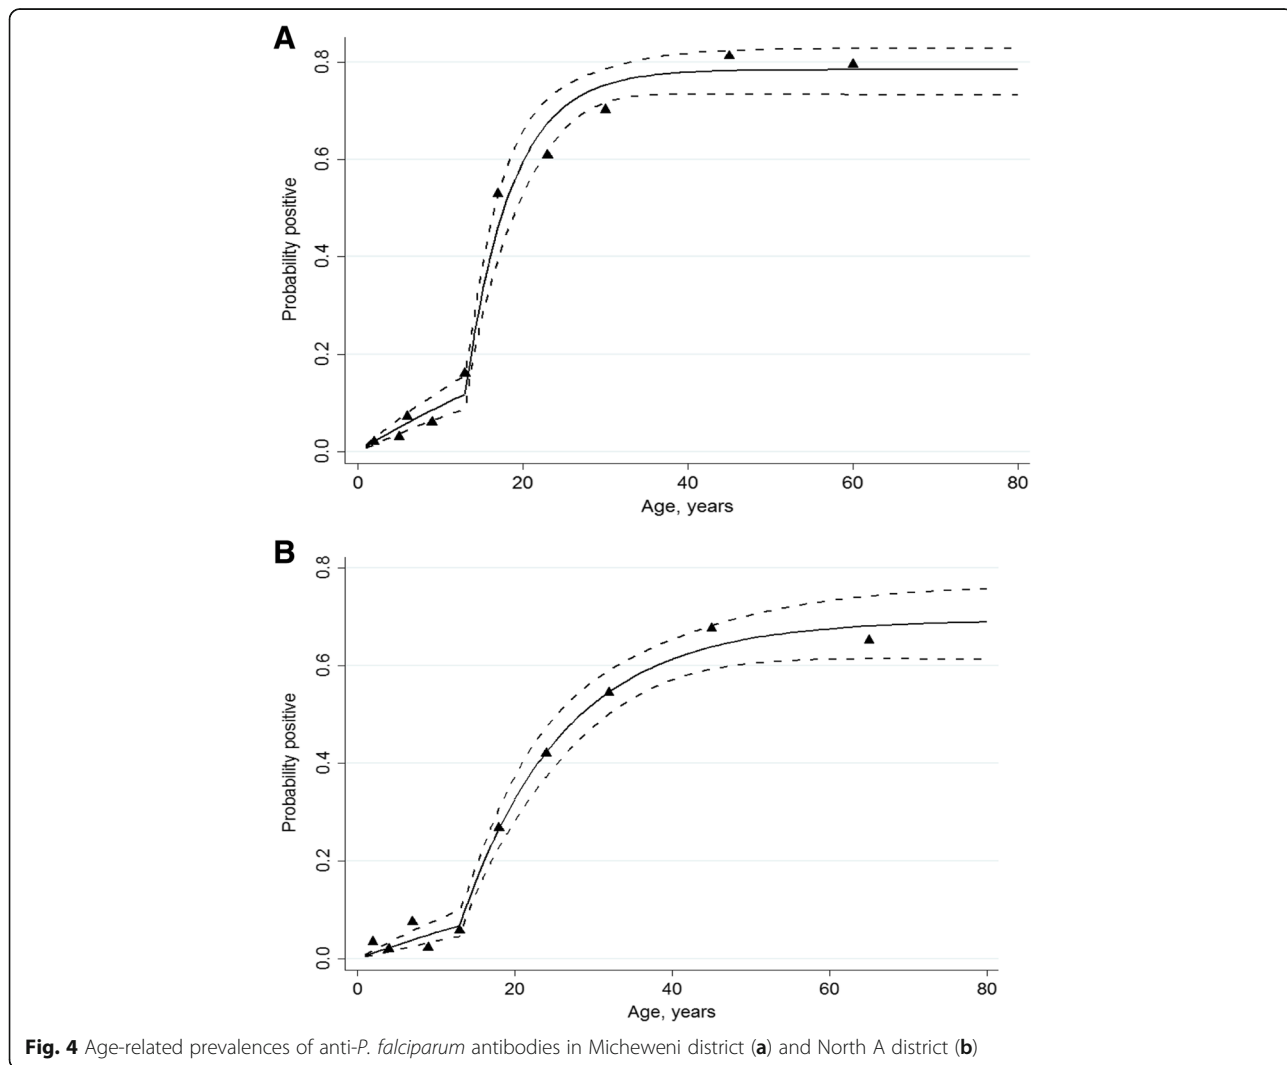 A
Probability positive
0.8
0.6
0.4
0.2
0.0
0 20 40 60 80
Age, years
B
Probability positive
0.8
0.6
0.4
0.2
0.0
0 20 40 60 80
Age, years
Fig. 4 Age-related prevalences of anti-P. falciparum antibodies in Micheweni district (a) and North A district (b)